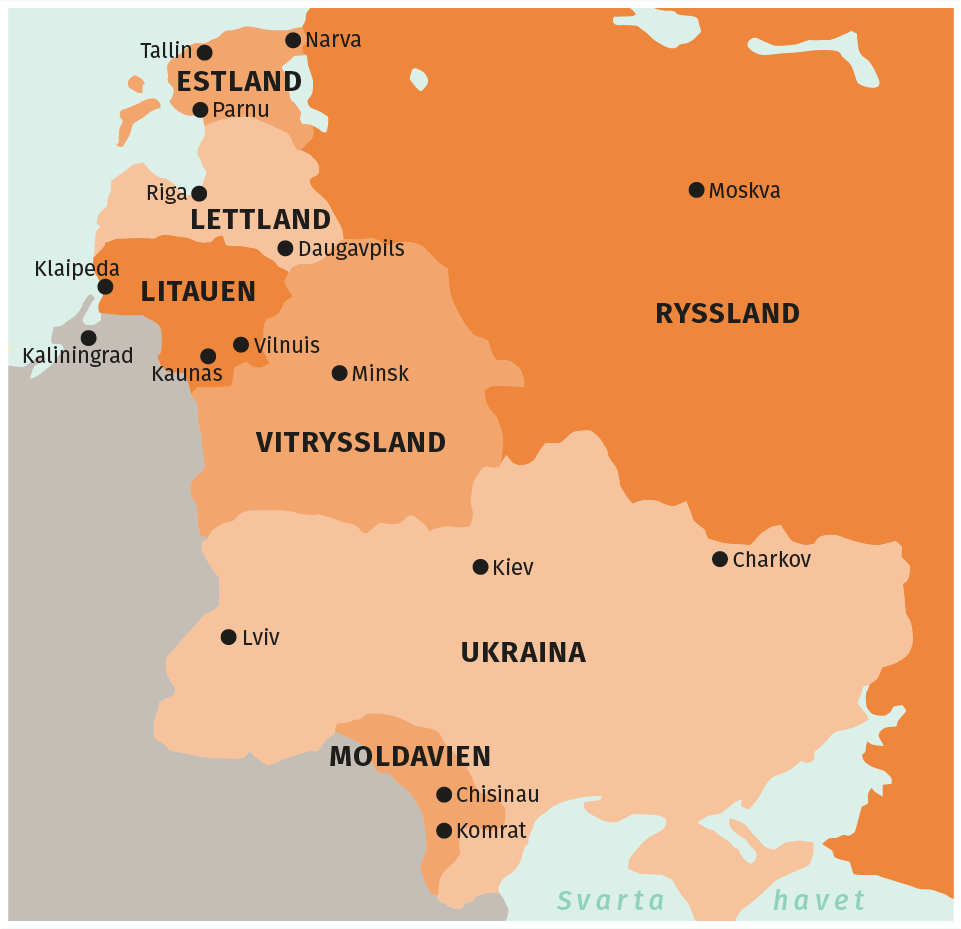 Narva
Tallin
ESTLAND
Parnu
Riga
Moskva
LETTLAND
Daugavpils
Klaipeda
LITAUEN
RYSSLAND
Vilnuis
Kaliningrad
Kaunas
Minsk
VITRYSSLAND
Charkov
Kiev
Lviv
UKRAINA
MOLDAVIEN
Chisinau
Komrat
Svarta havet